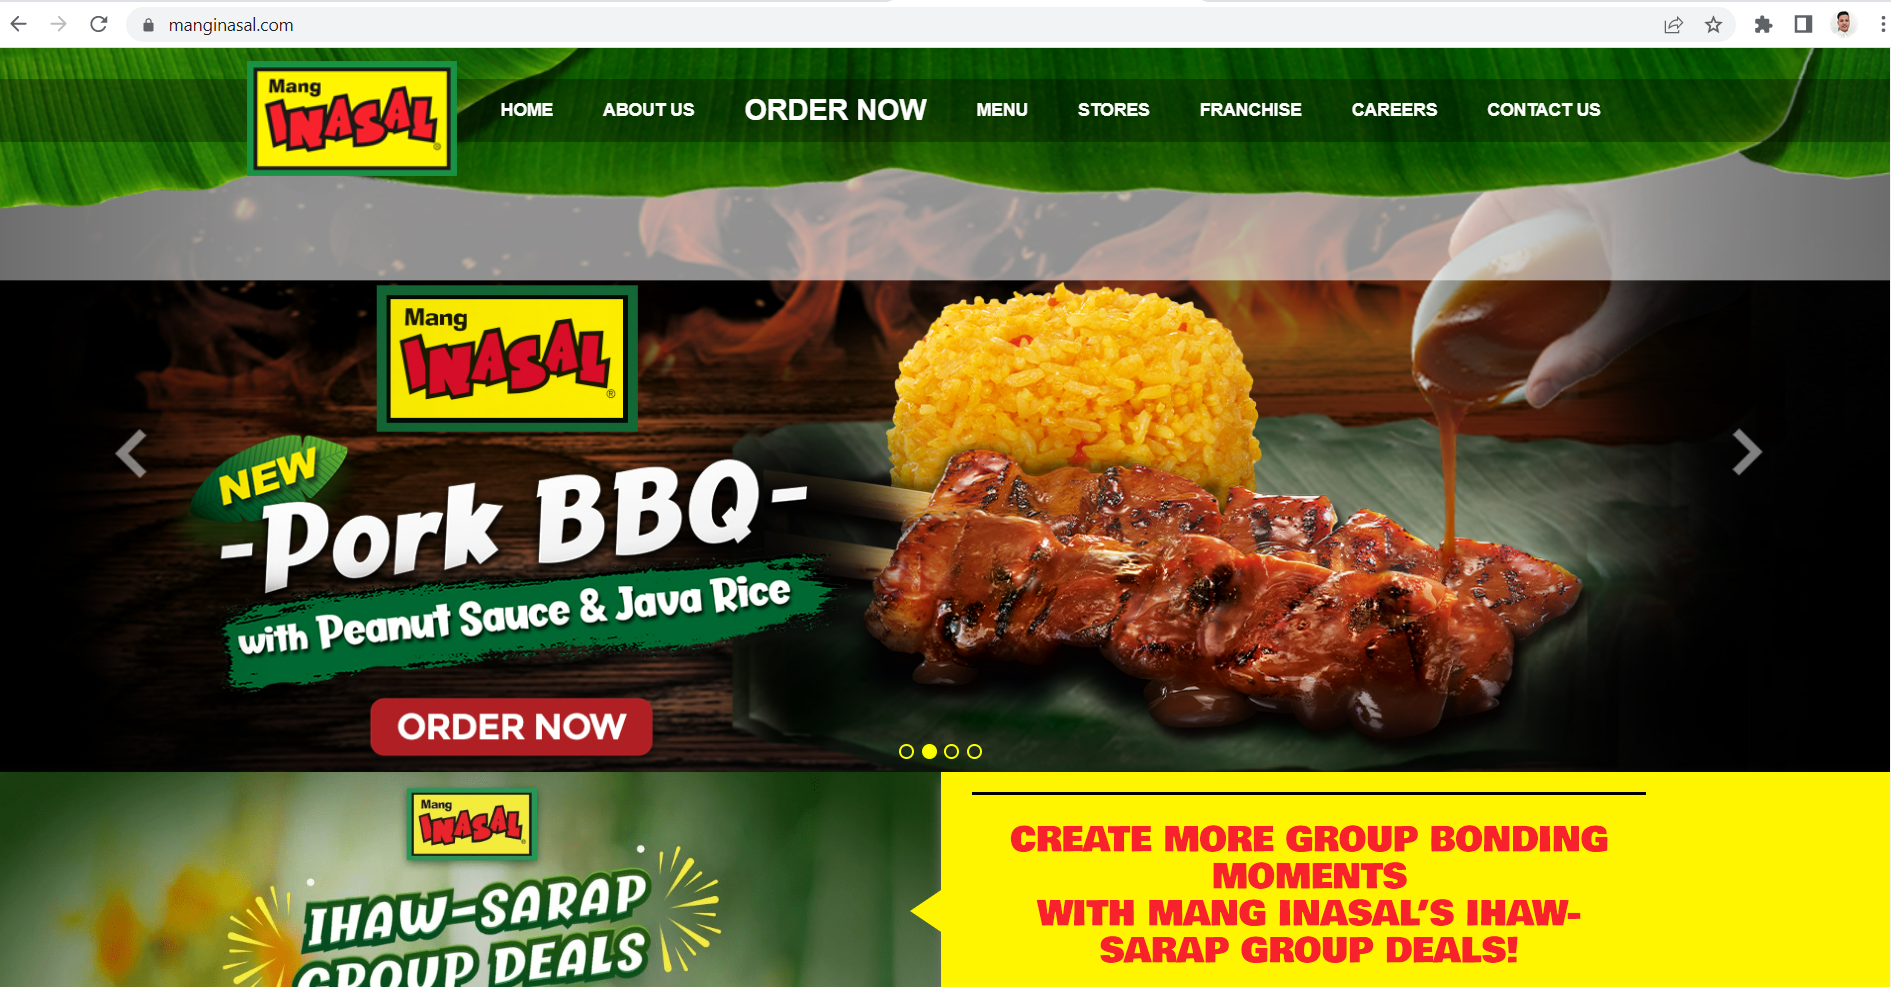 manginasal.com
Mang
INASAL®
HOME
ABOUT US
ORDER NOW
MENU
STORES
FRANCHISE
CAREERS
CONTACT US
Mang
INASAL®
NEW
-Pork BBQ-
with Peanut Sauce & Java Rice
ORDER NOW
Mang
INASAL
IHAW-SARAP
GROUP DEALS
CREATE MORE GROUP BONDING
MOMENTS
WITH MANG INASAL’S IHAW-
SARAP GROUP DEALS!